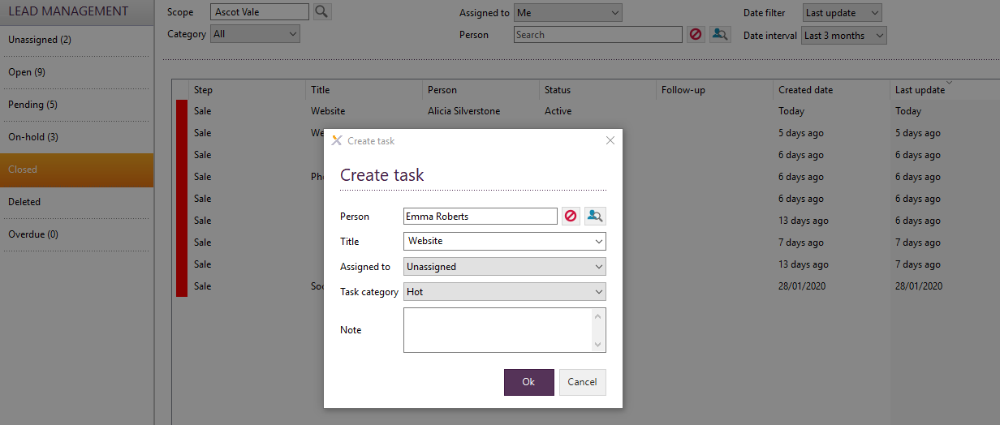 LEAD MANAGEMENT
Unassigned (2)
Open (9)
Pending (5)
On-hold (3)
Closed
Deleted
Overdue (0)
Scope Ascot Vale Assigned to Me Date filter Last update
Category All Person Search Date interval Last 3 months
Step Title Person Status Follow-up Created date Last update
Sale Website Alicia Silverstone Active Today Today
Sale We 5 days ago 5 days ago
Sale 6 days ago 6 days ago
Sale Pho 6 days ago 6 days ago
Sale 6 days ago 6 days ago
Sale 13 days ago 13 days ago
Sale 7 days ago 7 days ago
Sale 13 days ago 7 days ago
Sale Soc 28/01/2020 28/01/2020
Create task
Create task
Person Emma Roberts
Title Website
Assigned to Unassigned
Task category Hot
Note
Ok Cancel